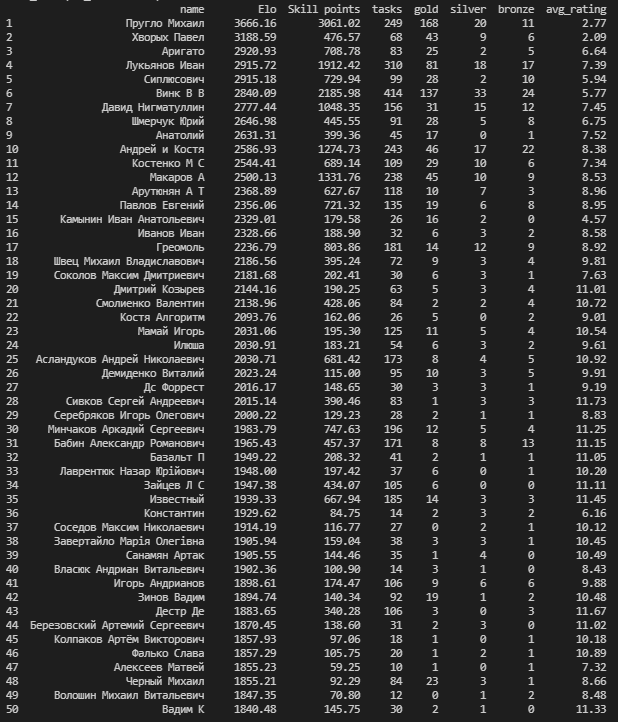 name Elo Skill points tasks gold silver bronze avg_rating
1 Пругло Михаил 3666.16 3061.02 249 168 20 11 2.77
2 Хворых Павел 3188.59 476.57 68 43 9 6 2.09
3 Аригато 2920.93 708.78 83 25 2 5 6.64
4 Лукьянов Иван 2915.72 1912.42 310 81 18 17 7.39
5 Сиплюсович 2915.18 729.94 99 28 2 10 5.94
6 Винк В В 2840.09 2185.98 414 137 33 24 5.77
7 Давид Нигматуллин 2777.44 1048.35 156 31 15 12 7.45
8 Шмерчук Юрий 2646.98 445.55 91 28 5 8 6.75
9 Анатолий 2631.31 399.36 45 17 0 1 7.52
10 Андрей и Костя 2586.93 1274.73 243 46 17 22 8.38
11 Костенко М С 2544.41 689.14 109 29 10 6 7.34
12 Макаров А 2500.13 1331.76 238 45 10 9 8.53
13 Арутюнян А Т 2368.89 627.67 118 10 7 3 8.96
14 Павлов Евгений 2356.06 721.32 135 19 6 8 8.95
15 Камынин Иван Анатольевич 2329.01 179.58 26 16 2 0 4.57
16 Иванов Иван 2328.66 188.90 32 6 3 2 8.58
17 Греомоль 2236.79 803.86 181 14 12 9 8.92
18 Швец Михаил Владиславович 2186.56 395.24 72 9 3 4 9.81
19 Соколов Максим Дмитриевич 2181.68 202.41 30 6 3 1 7.63
20 Дмитрий Козырев 2144.16 190.25 63 5 3 4 11.01
21 Смолиенко Валентин 2138.96 428.06 84 2 2 4 10.72
22 Костя Алгоритм 2093.76 162.06 26 5 0 2 9.01
23 Мамай Игорь 2031.06 195.30 125 11 5 4 10.54
24 Илюша 2030.91 183.21 54 6 3 2 9.61
25 Асландуков Андрей Николаевич 2030.71 681.42 173 8 4 5 10.92
26 Демиденко Виталий 2023.24 115.00 95 10 3 5 9.91
27 Дс Форрест 2016.17 148.65 30 3 3 1 9.19
28 Сивков Сергей Андреевич 2015.14 390.46 83 1 3 3 11.73
29 Серебряков Игорь Олегович 2000.22 129.23 28 2 1 1 8.83
30 Минчаков Аркадий Сергеевич 1983.79 747.63 196 12 5 4 11.25
31 Бабин Александр Романович 1965.43 457.37 171 8 8 13 11.15
32 Базальт П 1949.22 208.32 41 2 1 1 11.05
33 Лаврентюк Назар Юрійович 1948.00 197.42 37 6 0 1 10.20
34 Зайцев Л С 1947.38 434.07 105 6 0 0 11.11
35 Известный 1939.33 667.94 185 14 3 3 11.45
36 Константин 1929.62 84.75 14 2 3 2 6.16
37 Соседов Максим Николаевич 1914.19 116.77 27 0 2 1 10.12
38 Завертайло Марія Олегівна 1905.94 159.04 38 3 3 1 10.45
39 Санамян Артак 1905.55 144.46 35 1 4 0 10.49
40 Власюк Андриан Витальевич 1902.36 100.90 14 3 1 0 8.43
41 Игорь Андрианов 1898.61 174.47 106 9 6 6 9.88
42 Зинов Вадим 1894.74 140.34 92 19 1 2 10.48
43 Дестр Де 1883.65 340.28 106 3 0 3 11.67
44 Березовский Артемий Сергеевич 1870.45 138.60 31 2 3 0 11.02
45 Колпаков Артём Викторович 1857.93 97.06 18 1 0 1 10.18
46 Фалько Слава 1857.29 105.75 20 1 2 1 10.89
47 Алексеев Матвей 1855.23 59.25 10 1 0 1 7.32
48 Черный Михаил 1855.21 92.29 84 23 3 1 8.66
49 Волошин Михаил Витальевич 1847.35 70.80 12 0 1 2 8.48
50 Вадим К 1840.48 145.75 30 2 1 0 11.33